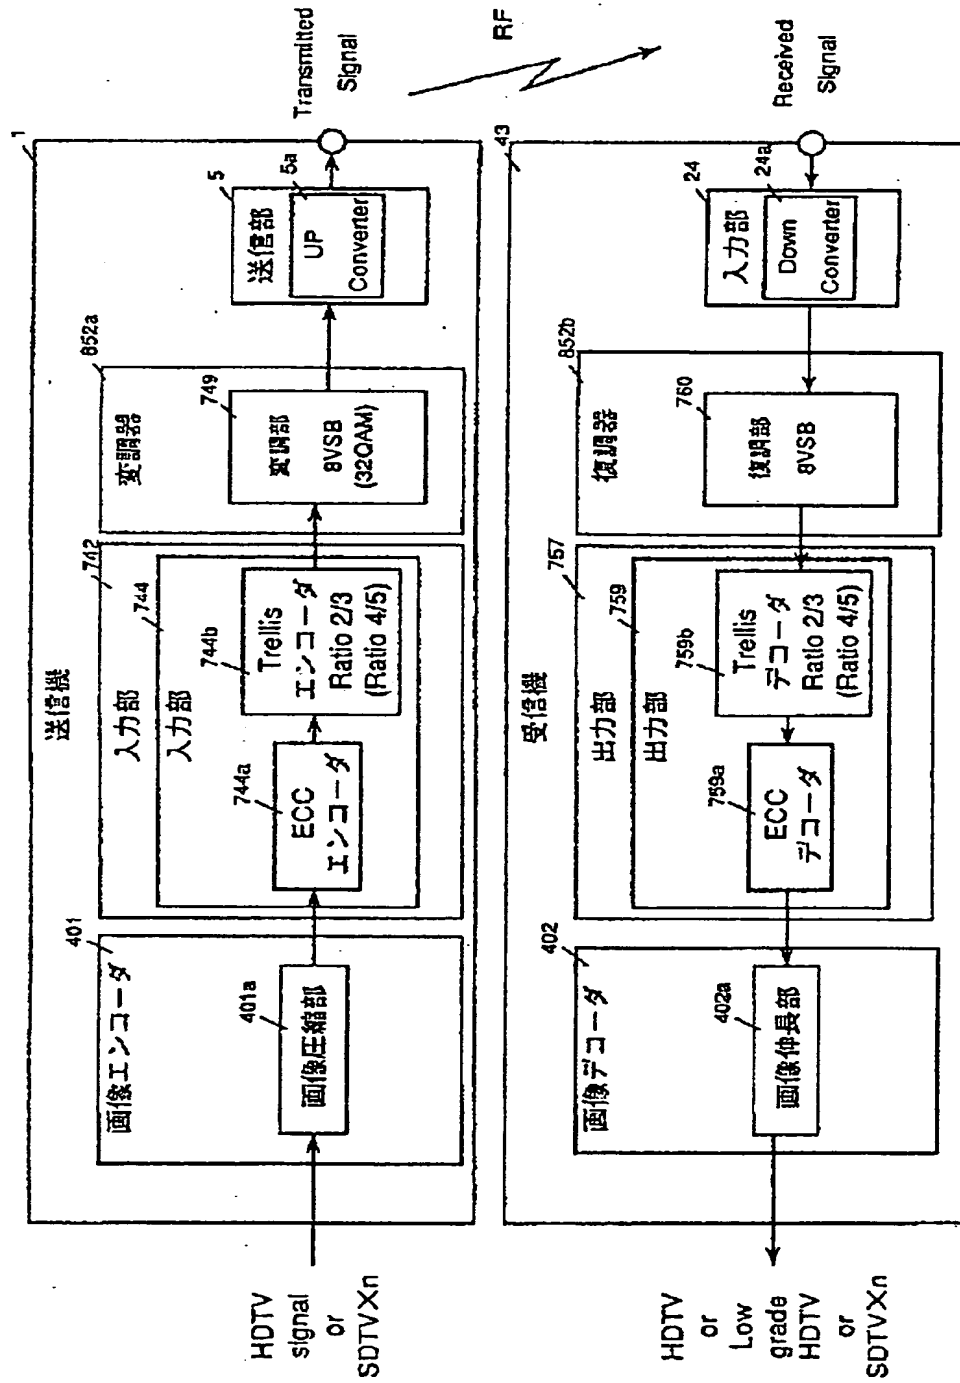 1
送信機
HDTV
signal
or
SDTV×n
401
画像エンコーダ
401a
画像圧縮部
742
入力部
744
入力部
744a
ECC
エンコーダ
744b
Trellis
エンコーダ
Ratio 2/3
(Ratio 4/5)
852a
変調器
749
変調部
8VSB
(32QAM)
5
送信部
5a
UP
Converter
Transmitted
Signal
RF
43
受信機
Received
Signal
24
入力部
24a
Down
Converter
852b
復調器
760
復調部
8VSB
757
出力部
759
出力部
759b
Trellis
デコーダ
Ratio 2/3
(Ratio 4/5)
759a
ECC
デコーダ
402
画像デコーダ
402a
画像伸長部
HDTV
or
Low
grade
HDTV
or
SDTV×n